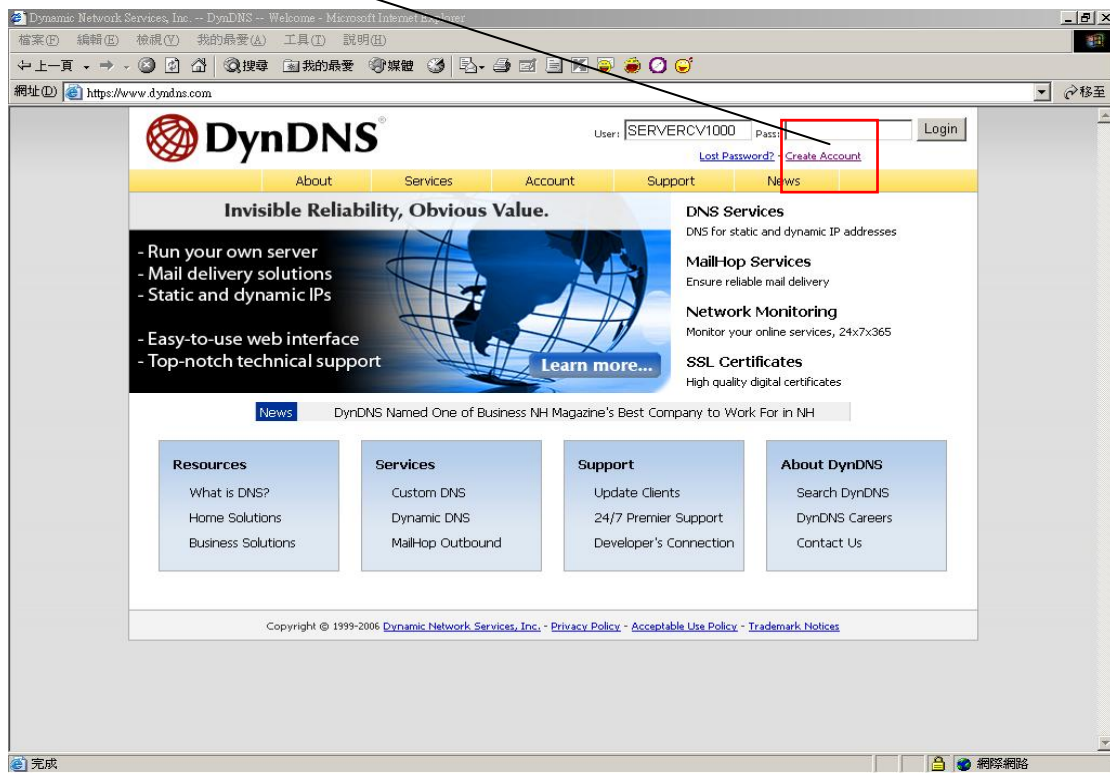 Dynamic Network Services, Inc. -- DynDNS -- Welcome - Microsoft Internet Explorer
檔案(F) 編輯(E) 檢視(V) 我的最愛(A) 工具(T) 說明(H)
上一頁 搜尋 我的最愛 媒體
網址(D) https://www.dyndns.com 移至
DynDNS®
User: SERVERCV1000 Pass: Login
Lost Password? - Create Account
About Services Account Support News
Invisible Reliability, Obvious Value.
- Run your own server
- Mail delivery solutions
- Static and dynamic IPs
- Easy-to-use web interface
- Top-notch technical support
Learn more...
DNS Services
DNS for static and dynamic IP addresses
MailHop Services
Ensure reliable mail delivery
Network Monitoring
Monitor your online services, 24x7x365
SSL Certificates
High quality digital certificates
News DynDNS Named One of Business NH Magazine's Best Company to Work For in NH
Resources
What is DNS?
Home Solutions
Business Solutions
Services
Custom DNS
Dynamic DNS
MailHop Outbound
Support
Update Clients
24/7 Premier Support
Developer's Connection
About DynDNS
Search DynDNS
DynDNS Careers
Contact Us
Copyright © 1999-2006 Dynamic Network Services, Inc. - Privacy Policy - Acceptable Use Policy - Trademark Notices
完成 網際網路